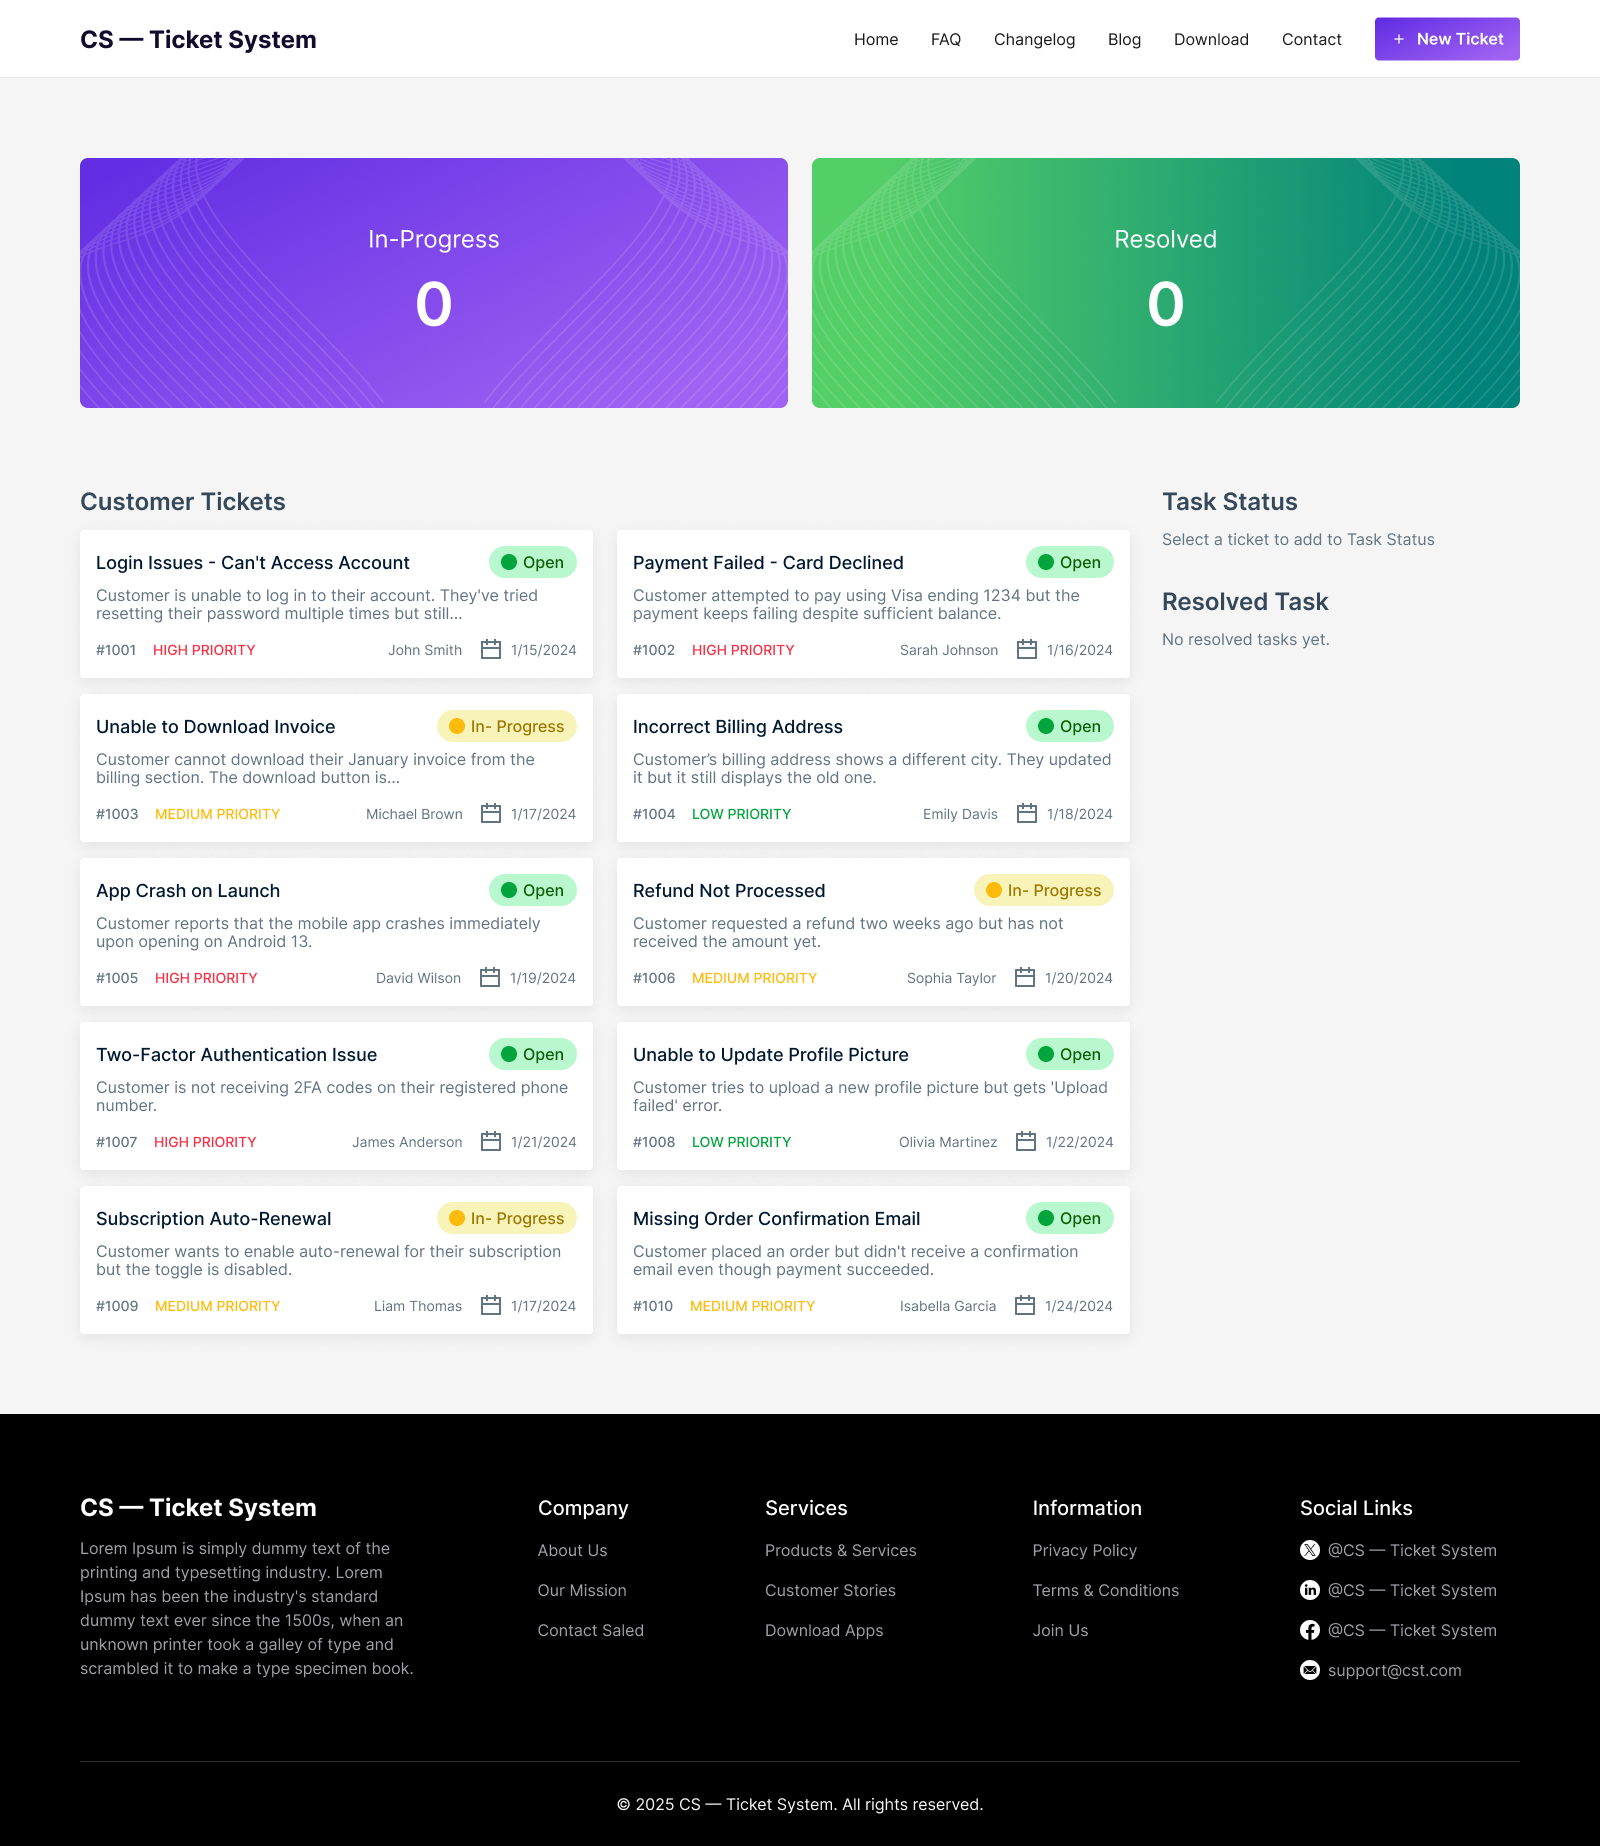 CS — Ticket System
Home FAQ Changelog Blog Download Contact + New Ticket
In-Progress
0
Resolved
0
Customer Tickets
Login Issues - Can't Access Account Open
Customer is unable to log in to their account. They've tried
resetting their password multiple times but still...
#1001 HIGH PRIORITY John Smith 1/15/2024
Payment Failed - Card Declined Open
Customer attempted to pay using Visa ending 1234 but the
payment keeps failing despite sufficient balance.
#1002 HIGH PRIORITY Sarah Johnson 1/16/2024
Unable to Download Invoice In- Progress
Customer cannot download their January invoice from the
billing section. The download button is...
#1003 MEDIUM PRIORITY Michael Brown 1/17/2024
Incorrect Billing Address Open
Customer’s billing address shows a different city. They updated
it but it still displays the old one.
#1004 LOW PRIORITY Emily Davis 1/18/2024
App Crash on Launch Open
Customer reports that the mobile app crashes immediately
upon opening on Android 13.
#1005 HIGH PRIORITY David Wilson 1/19/2024
Refund Not Processed In- Progress
Customer requested a refund two weeks ago but has not
received the amount yet.
#1006 MEDIUM PRIORITY Sophia Taylor 1/20/2024
Two-Factor Authentication Issue Open
Customer is not receiving 2FA codes on their registered phone
number.
#1007 HIGH PRIORITY James Anderson 1/21/2024
Unable to Update Profile Picture Open
Customer tries to upload a new profile picture but gets 'Upload
failed' error.
#1008 LOW PRIORITY Olivia Martinez 1/22/2024
Subscription Auto-Renewal In- Progress
Customer wants to enable auto-renewal for their subscription
but the toggle is disabled.
#1009 MEDIUM PRIORITY Liam Thomas 1/17/2024
Missing Order Confirmation Email Open
Customer placed an order but didn't receive a confirmation
email even though payment succeeded.
#1010 MEDIUM PRIORITY Isabella Garcia 1/24/2024
Task Status
Select a ticket to add to Task Status
Resolved Task
No resolved tasks yet.
CS — Ticket System
Lorem Ipsum is simply dummy text of the
printing and typesetting industry. Lorem
Ipsum has been the industry's standard
dummy text ever since the 1500s, when an
unknown printer took a galley of type and
scrambled it to make a type specimen book.
Company
About Us
Our Mission
Contact Saled
Services
Products & Services
Customer Stories
Download Apps
Information
Privacy Policy
Terms & Conditions
Join Us
Social Links
@CS — Ticket System
@CS — Ticket System
@CS — Ticket System
support@cst.com
© 2025 CS — Ticket System. All rights reserved.